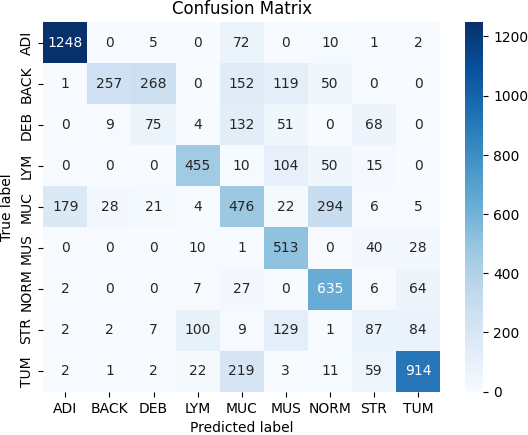 Confusion Matrix
ADI 1248 0 5 0 72 0 10 1 2
BACK 1 257 268 0 152 119 50 0 0
DEB 0 9 75 4 132 51 0 68 0
LYM 0 0 0 455 10 104 50 15 0
MUC 179 28 21 4 476 22 294 6 5
MUS 0 0 0 10 1 513 0 40 28
NORM 2 0 0 7 27 0 635 6 64
STR 2 2 7 100 9 129 1 87 84
TUM 2 1 2 22 219 3 11 59 914
ADI BACK DEB LYM MUC MUS NORM STR TUM
Predicted label
True label
1200
1000
800
600
400
200
0